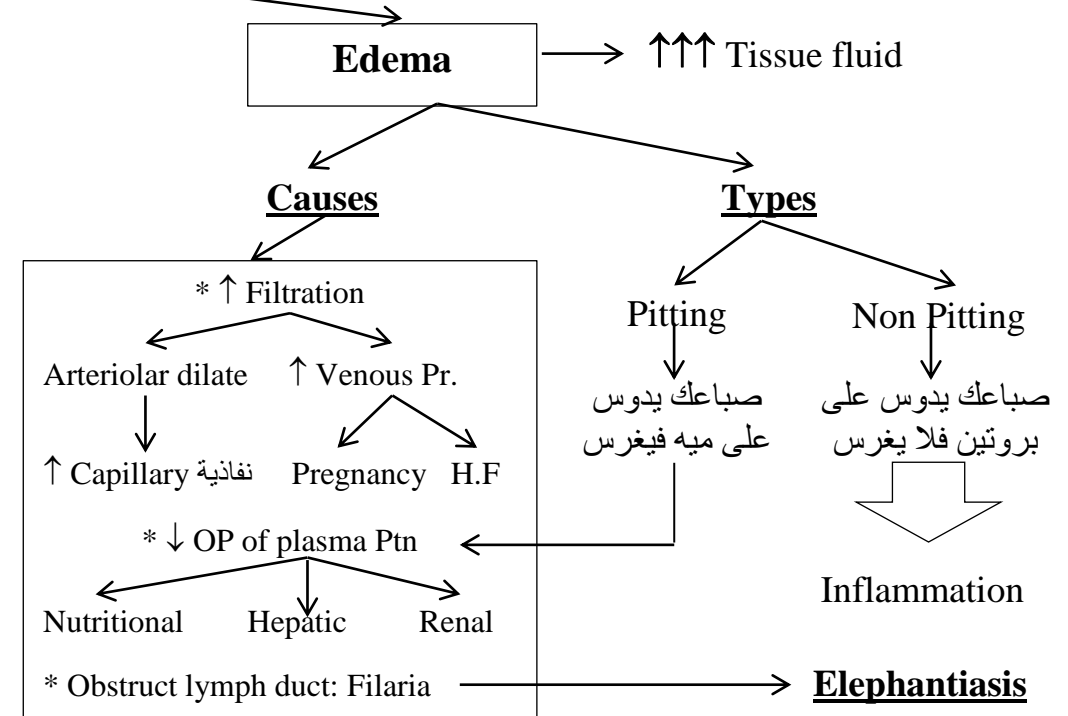 Edema
↑↑↑ Tissue fluid
Causes
Types
* ↑ Filtration
Arteriolar dilate
↑ Venous Pr.
↑ Capillary نفاذية
Pregnancy
H.F
* ↓ OP of plasma Ptn
Nutritional
Hepatic
Renal
* Obstruct lymph duct: Filaria
Pitting
صباعك يدوس
على ميه فيغرس
Non Pitting
صباعك يدوس على
بروتين فلا يغرس
Inflammation
Elephantiasis